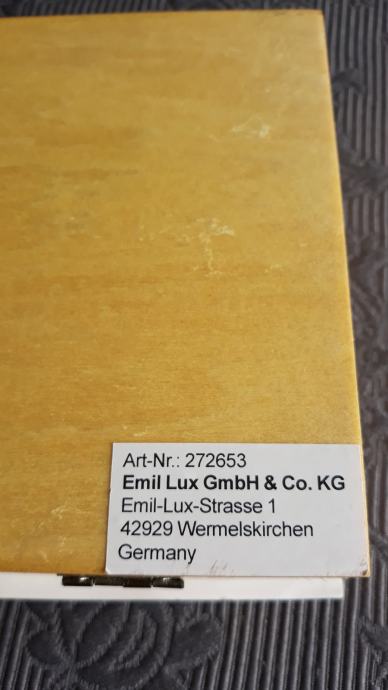 Art-Nr.: 272653
Emil Lux GmbH & Co. KG
Emil-Lux-Strasse 1
42929 Wermelskirchen
Germany